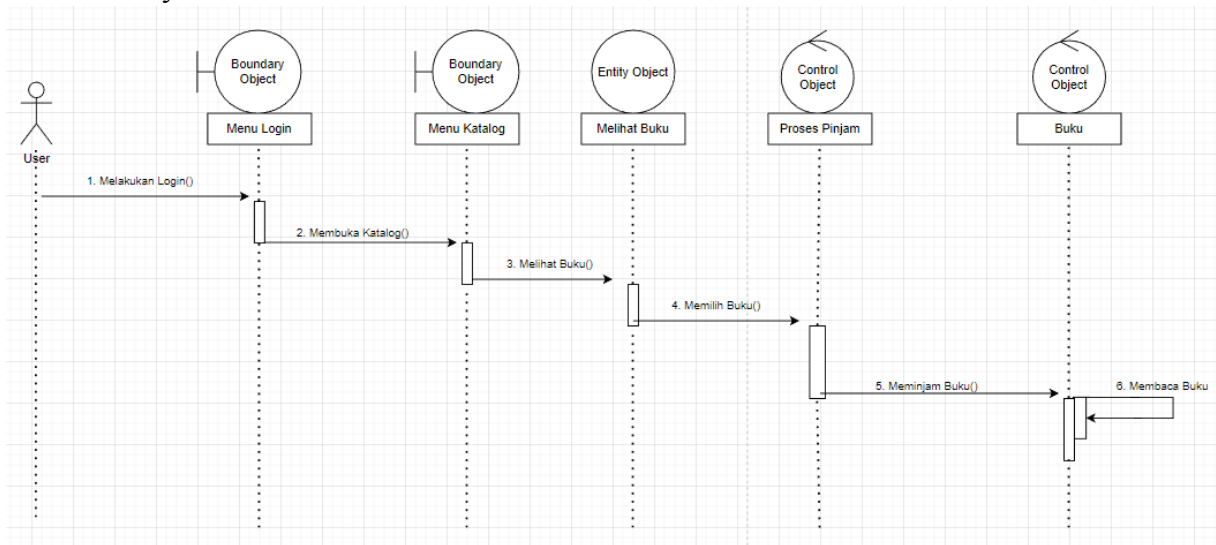 Boundary
Object
Boundary
Object
Entity Object
Control
Object
Control
Object
Menu Login
Menu Katalog
Melihat Buku
Proses Pinjam
Buku
User
1. Melakukan Login()
2. Membuka Katalog()
3. Melihat Buku()
4. Memilih Buku()
5. Meminjam Buku()
6. Membaca Buku